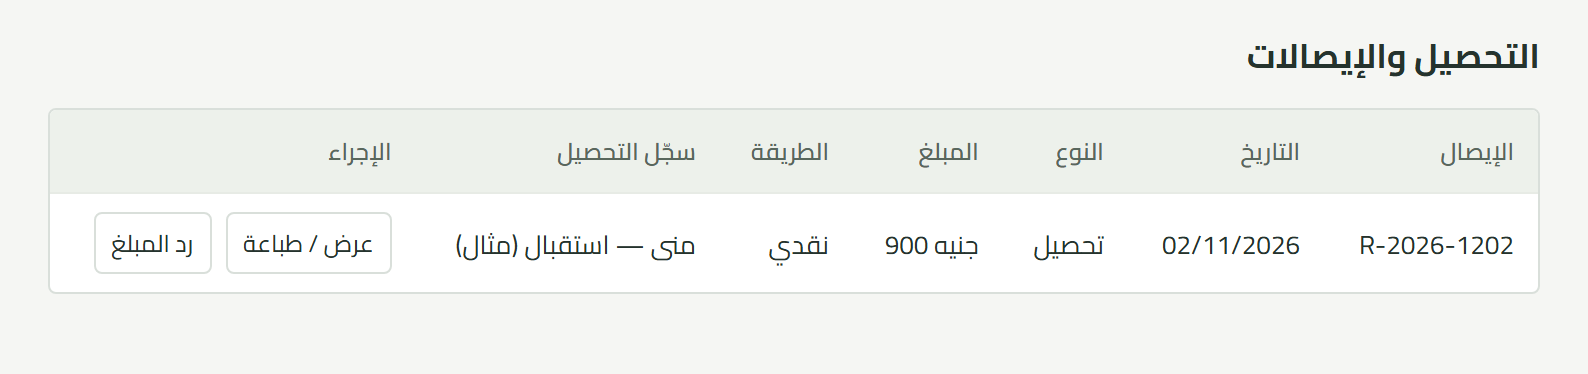 التحصيل والإيصالات
الإيصال التاريخ النوع المبلغ الطريقة سجّل التحصيل الإجراء
R-2026-1202 02/11/2026 تحصيل 900 جنيه نقدي منى — استقبال (مثال) عرض / طباعة رد المبلغ